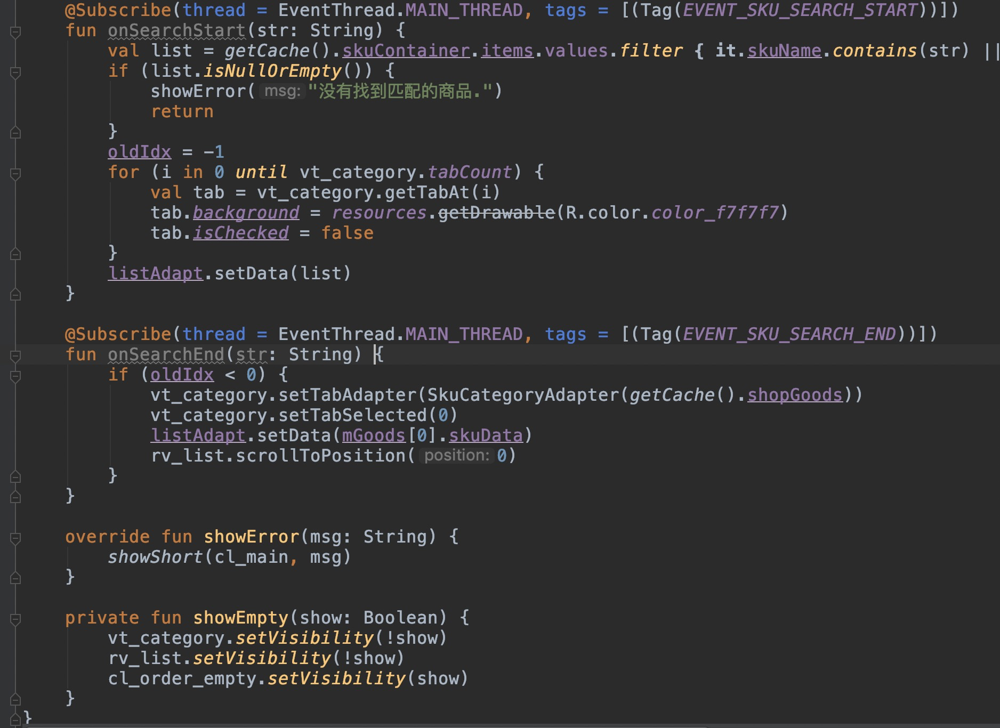 @Subscribe(thread = EventThread.MAIN_THREAD, tags = [(Tag(EVENT_SKU_SEARCH_START))])
fun onSearchStart(str: String) {
val list = getCache().skuContainer.items.values.filter { it.skuName.contains(str) ||
if (list.isNullOrEmpty()) {
showError( msg: "没有找到匹配的商品.")
return
}
oldIdx = -1
for (i in 0 until vt_category.tabCount) {
val tab = vt_category.getTabAt(i)
tab.background = resources.getDrawable(R.color.color_f7f7f7)
tab.isChecked = false
}
listAdapt.setData(list)
}
@Subscribe(thread = EventThread.MAIN_THREAD, tags = [(Tag(EVENT_SKU_SEARCH_END))])
fun onSearchEnd(str: String) {
if (oldIdx < 0) {
vt_category.setTabAdapter(SkuCategoryAdapter(getCache().shopGoods))
vt_category.setTabSelected(0)
listAdapt.setData(mGoods[0].skuData)
rv_list.scrollToPosition( position: 0)
}
}
override fun showError(msg: String) {
showShort(cl_main, msg)
}
private fun showEmpty(show: Boolean) {
vt_category.setVisibility(!show)
rv_list.setVisibility(!show)
cl_order_empty.setVisibility(show)
}
}